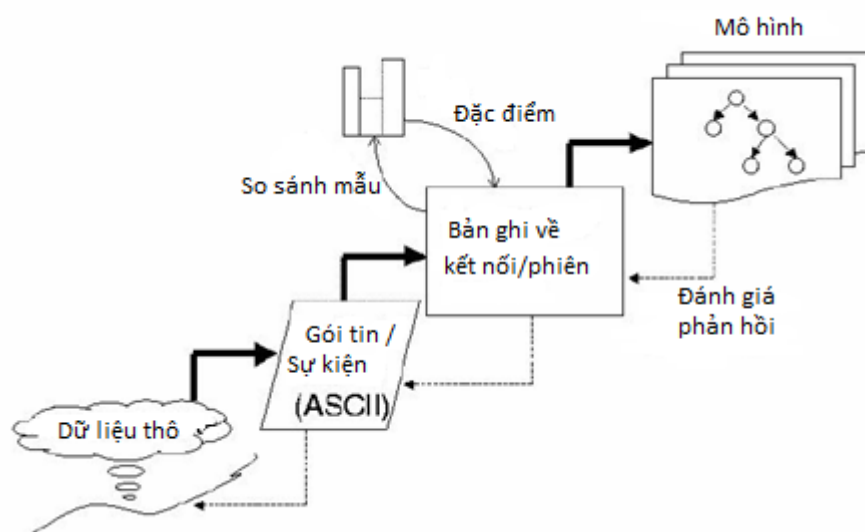 Mô hình
Đặc điểm
So sánh mẫu
Bản ghi về
kết nối/phiên
Đánh giá
phản hồi
Gói tin /
Sự kiện
(ASCII)
Dữ liệu thô